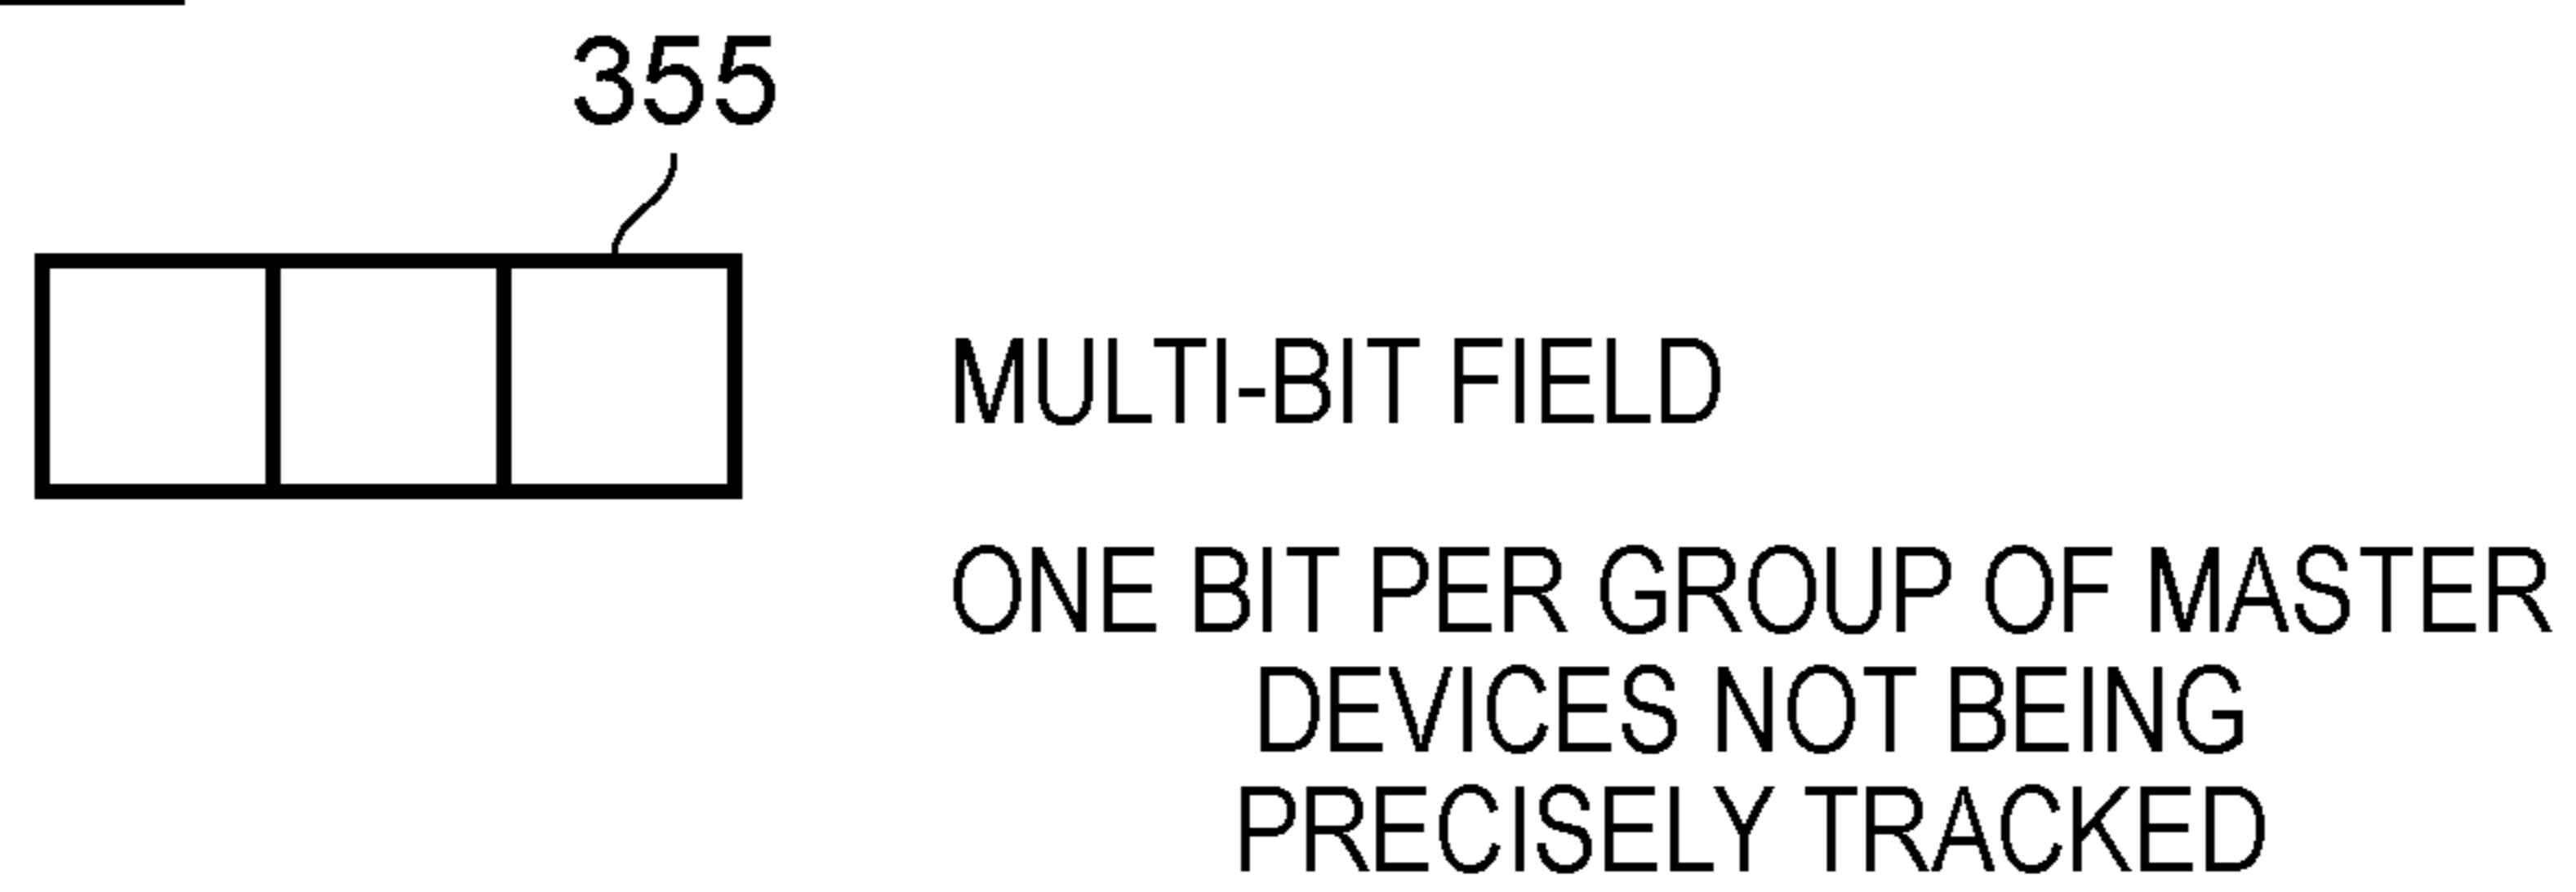 355
MULTI-BIT FIELD
ONE BIT PER GROUP OF MASTER
DEVICES NOT BEING
PRECISELY TRACKED